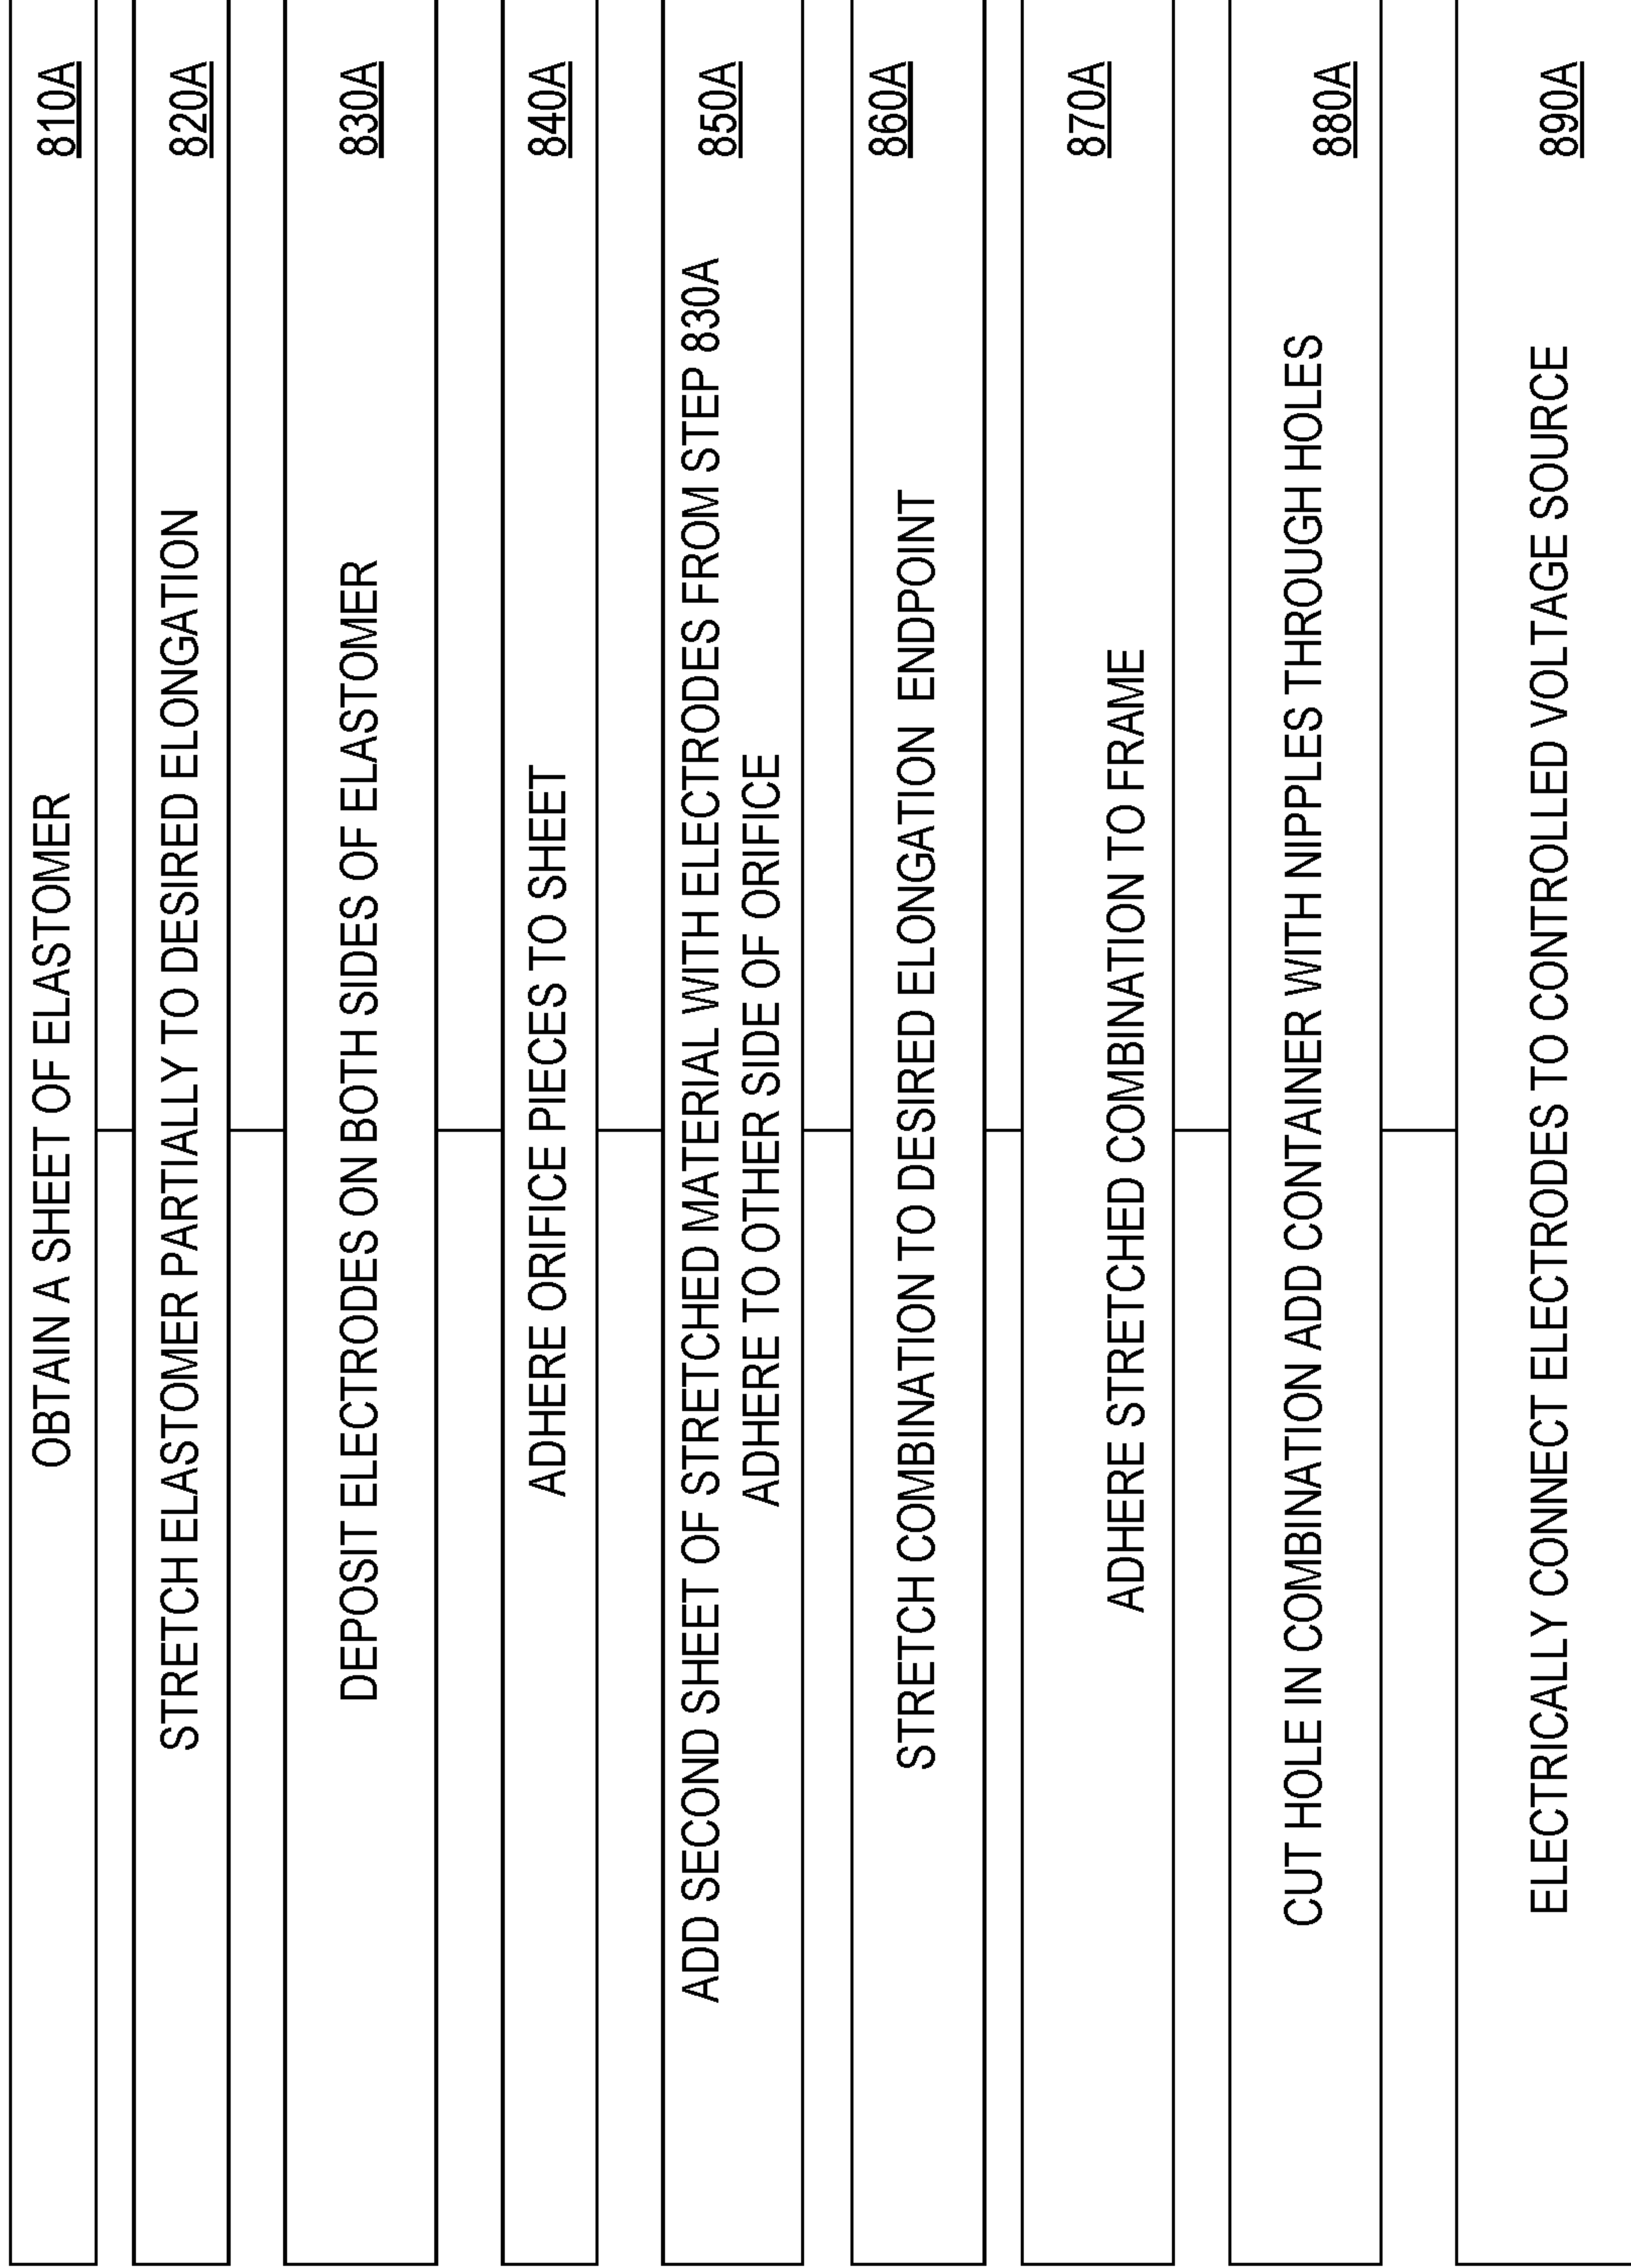 OBTAIN A SHEET OF ELASTOMER 810A
STRETCH ELASTOMER PARTIALLY TO DESIRED ELONGATION 820A
DEPOSIT ELECTRODES ON BOTH SIDES OF ELASTOMER 830A
ADHERE ORIFICE PIECES TO SHEET 840A
ADD SECOND SHEET OF STRETCHED MATERIAL WITH ELECTRODES FROM STEP 830A 850A
ADHERE TO OTHER SIDE OF ORIFICE
STRETCH COMBINATION TO DESIRED ELONGATION ENDPOINT 860A
ADHERE STRETCHED COMBINATION TO FRAME 870A
CUT HOLE IN COMBINATION ADD CONTAINER WITH NIPPLES THROUGH HOLES 880A
ELECTRICALLY CONNECT ELECTRODES TO CONTROLLED VOLTAGE SOURCE 890A